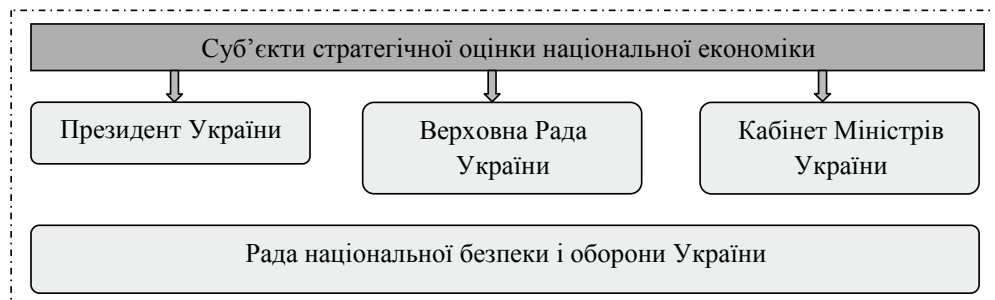 Суб’єкти стратегічної оцінки національної економіки
Президент України
Верховна Рада
України
Кабінет Міністрів
України
Рада національної безпеки і оборони України